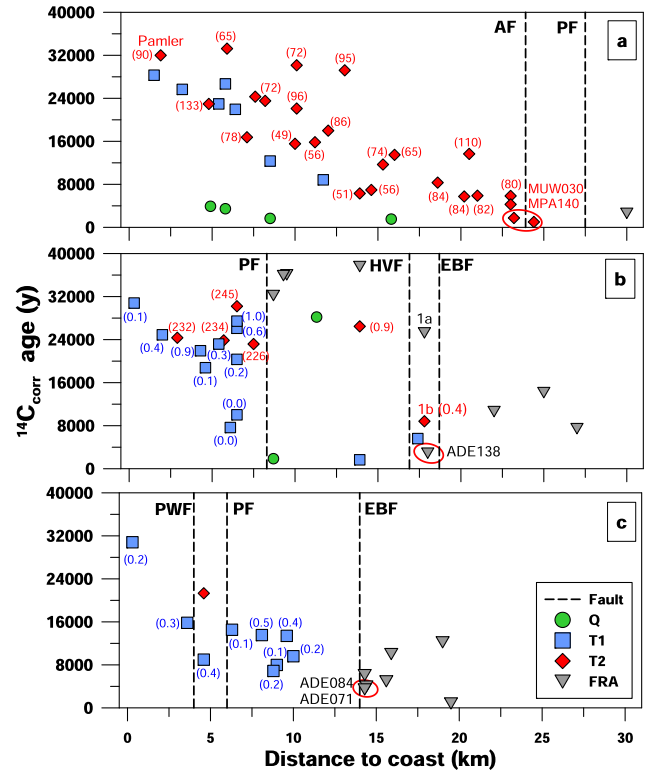 40000
32000
24000
16000
8000
0
AF
PF
a
Pamler
(90)
(65)
(72)
(95)
(133)
(72)
(96)
(78)
(49)
(56)
(86)
(74)
(65)
(110)
(51)
(56)
(84)
(84)
(82)
(80)
MUW030
MPA140
40000
32000
24000
16000
8000
0
PF
HVF
EBF
b
(0.1)
(0.4)
(232)
(0.9)
(0.1)
(234)
(0.3)
(245)
(1.0)
(0.6)
(226)
(0.2)
(0.0)
(0.0)
(0.9)
1a
1b (0.4)
ADE138
14Ccorr age (y)
40000
32000
24000
16000
8000
0
PWF
PF
EBF
c
(0.2)
(0.3)
(0.4)
(0.1)
(0.5)
(0.4)
(0.1)
(0.2)
(0.2)
ADE084
ADE071
Fault
Q
T1
T2
FRA
0
5
10
15
20
25
30
Distance to coast (km)